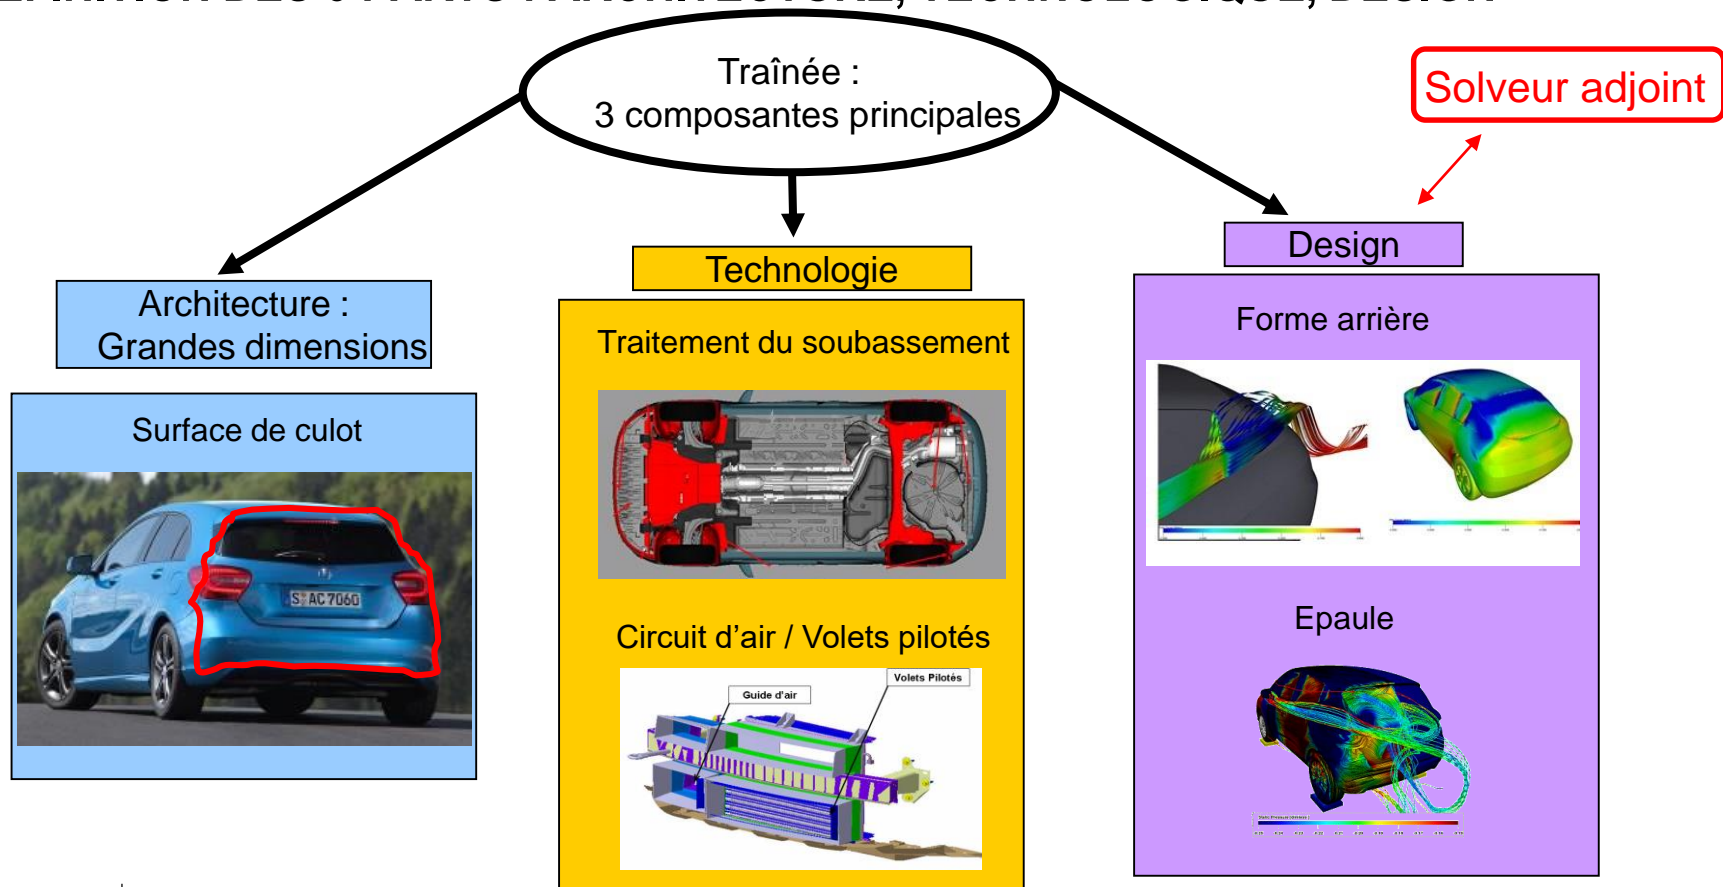 Traînée :
3 composantes principales
Solveur adjoint
Architecture :
Grandes dimensions
Surface de culot
S AC 7060
Technologie
Traitement du soubassement
Circuit d’air / Volets pilotés
Guide d'air
Volets Pilotés
Design
Forme arrière
Epaule